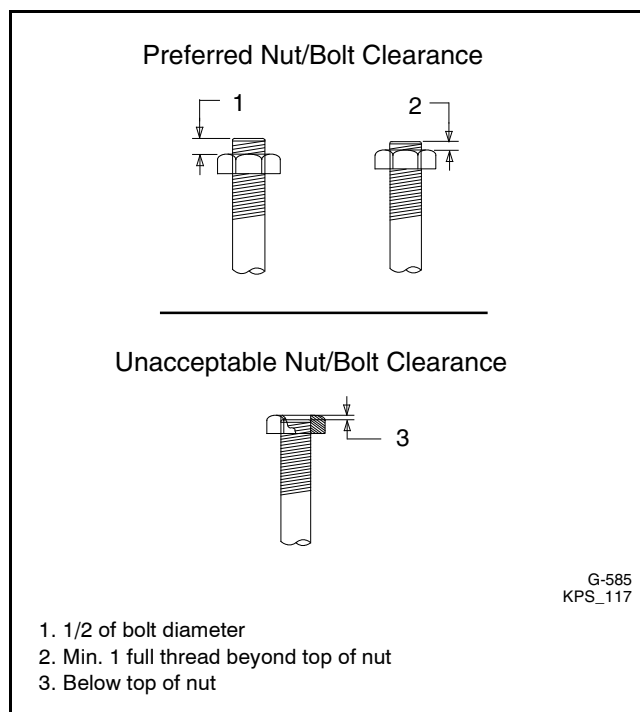 Preferred Nut/Bolt Clearance
1
2
Unacceptable Nut/Bolt Clearance
3
G-585
KPS_117
1. 1/2 of bolt diameter
2. Min. 1 full thread beyond top of nut
3. Below top of nut